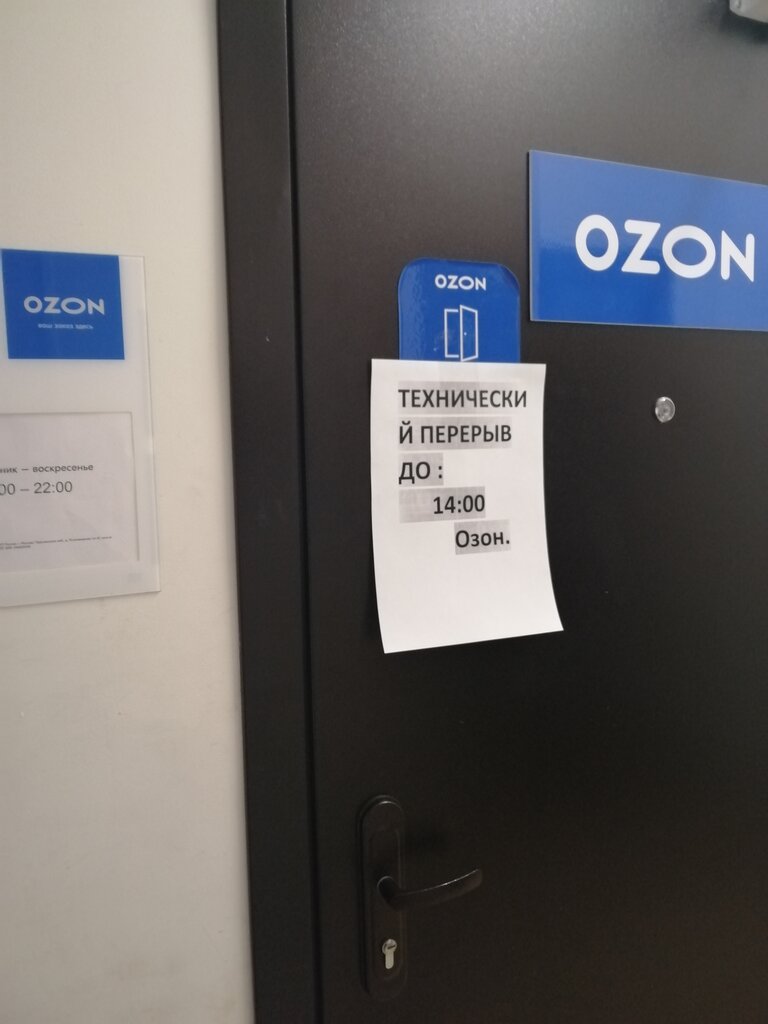 OZON
ваш заказ здесь
ник – воскресенье
00 – 22:00
OZON
ТЕХНИЧЕСКИ
Й ПЕРЕРЫВ
ДО :
14:00
Озон.
OZON